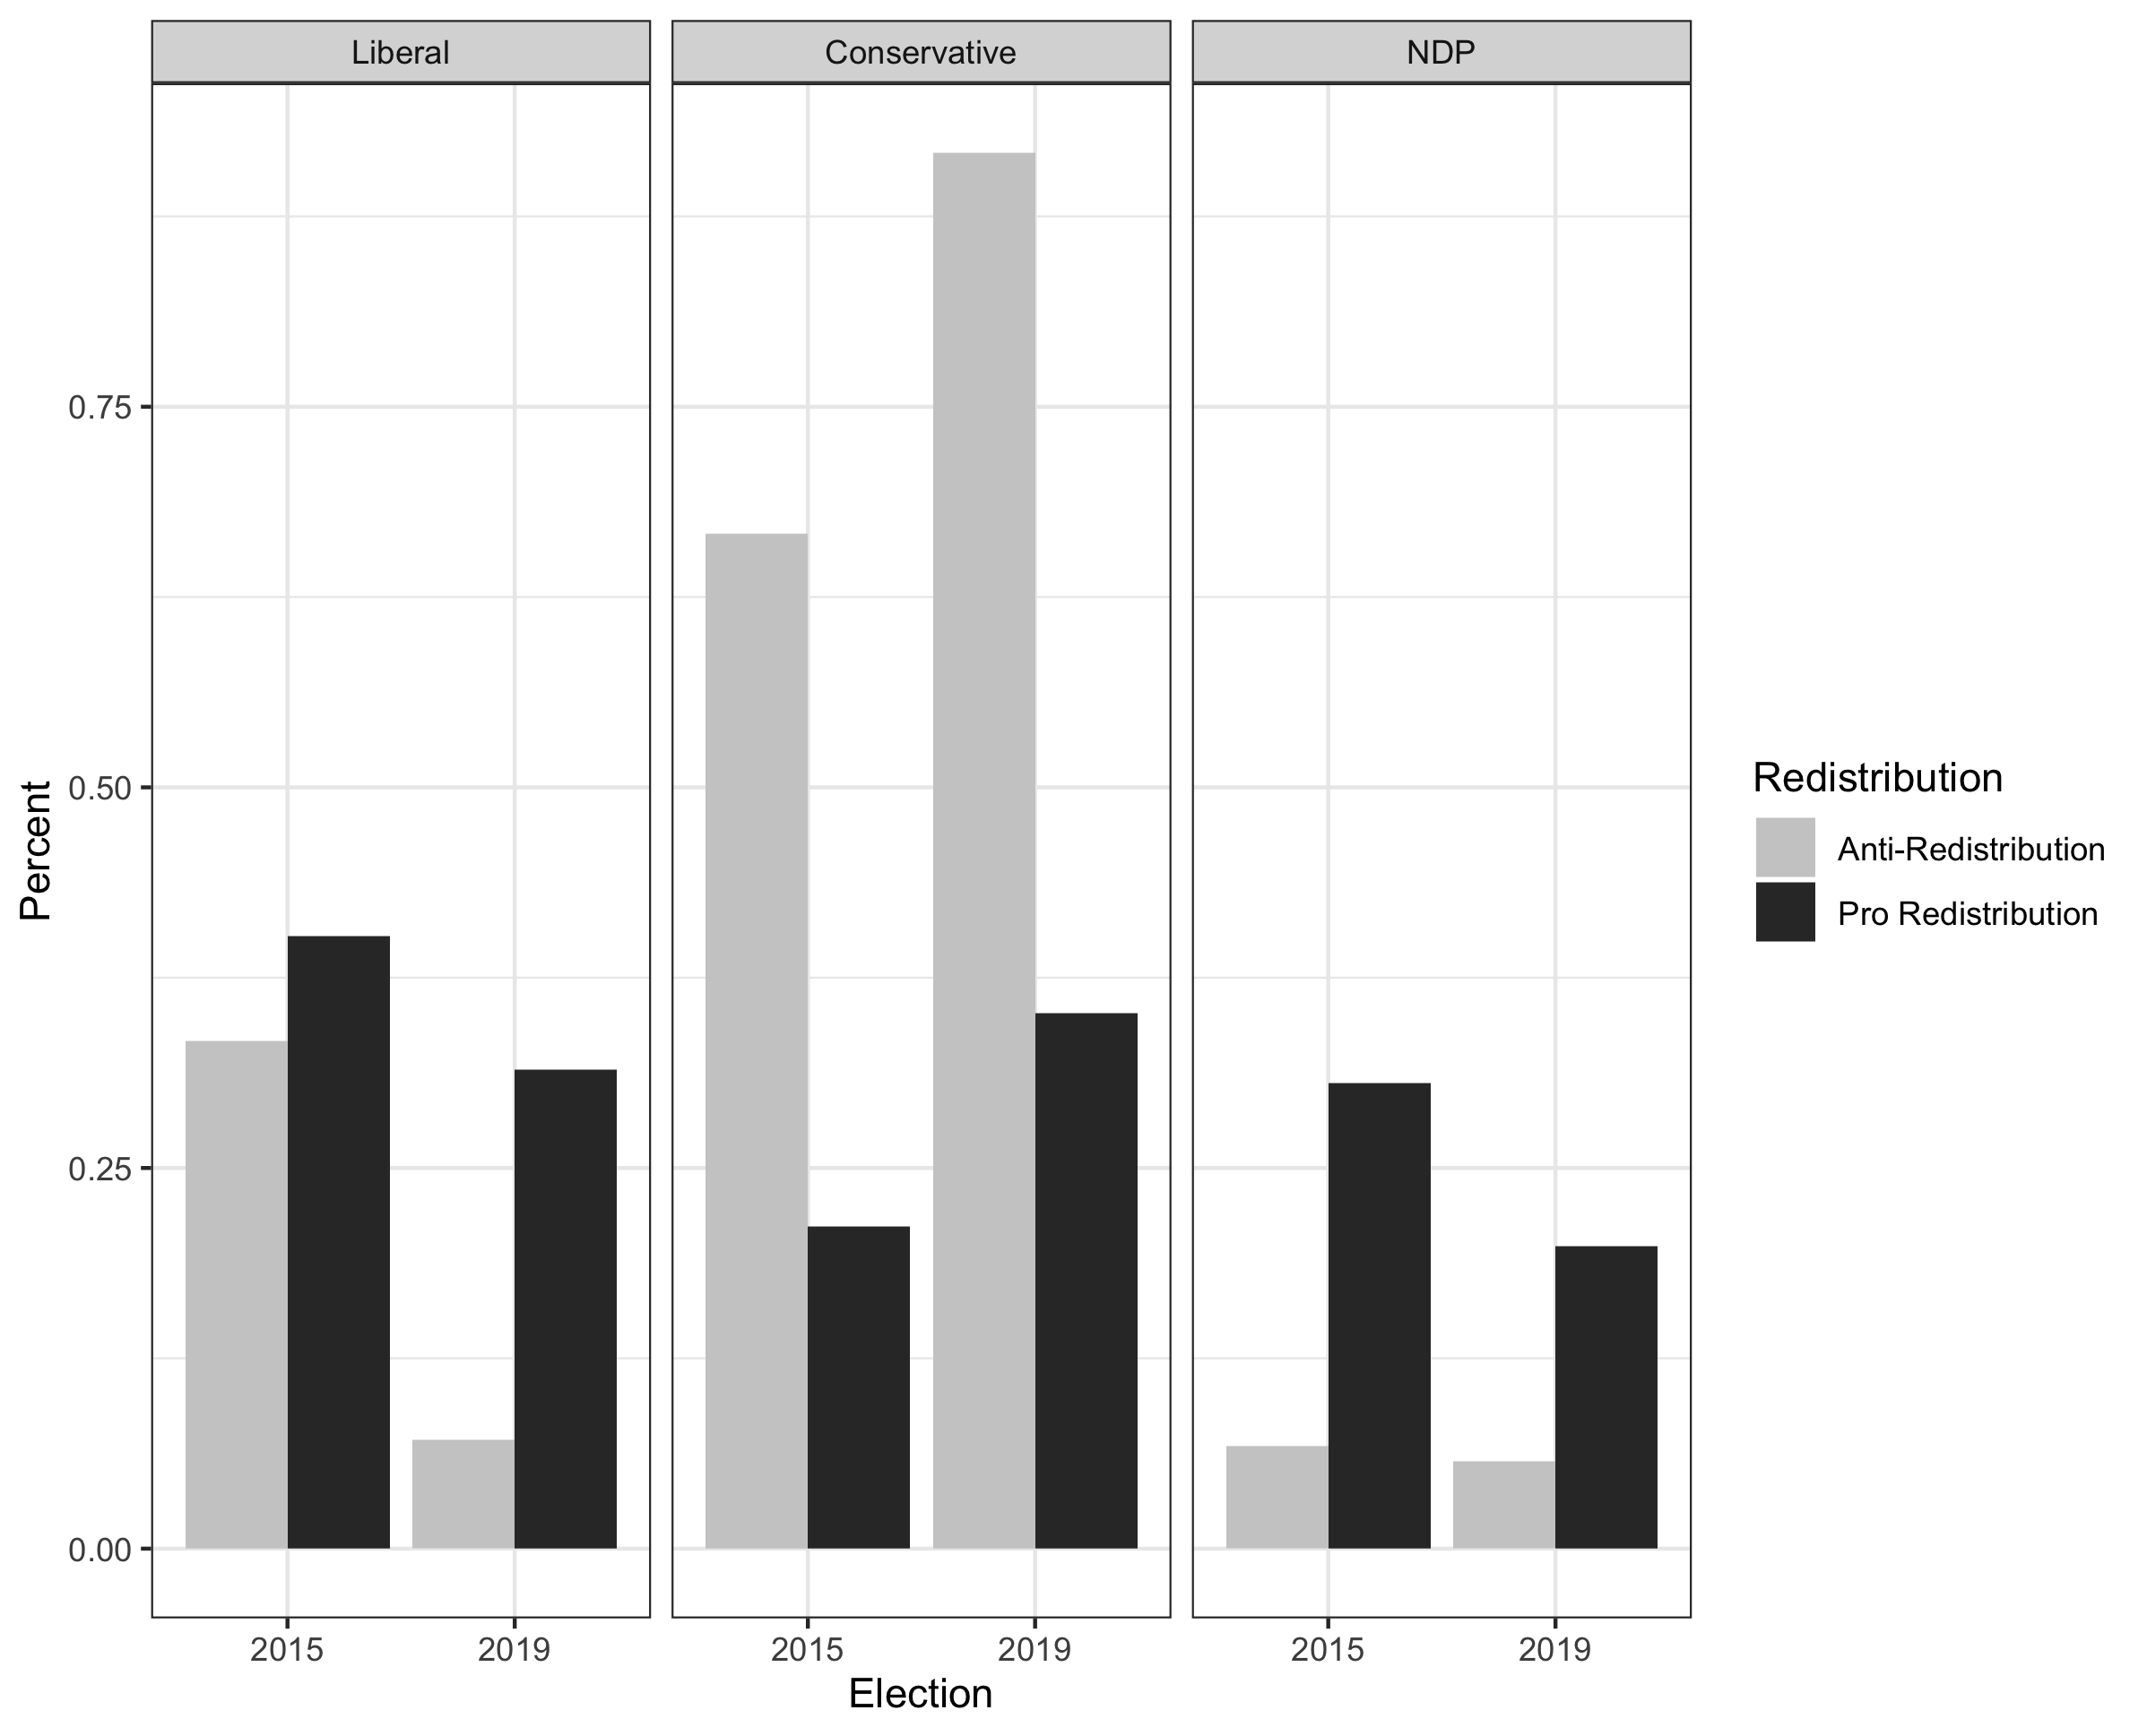 Liberal
Conservative
NDP
Percent
0.75
0.50
0.25
0.00
2015
2019
2015
2019
2015
2019
Election
Redistribution
Anti-Redistribution
Pro Redistribution